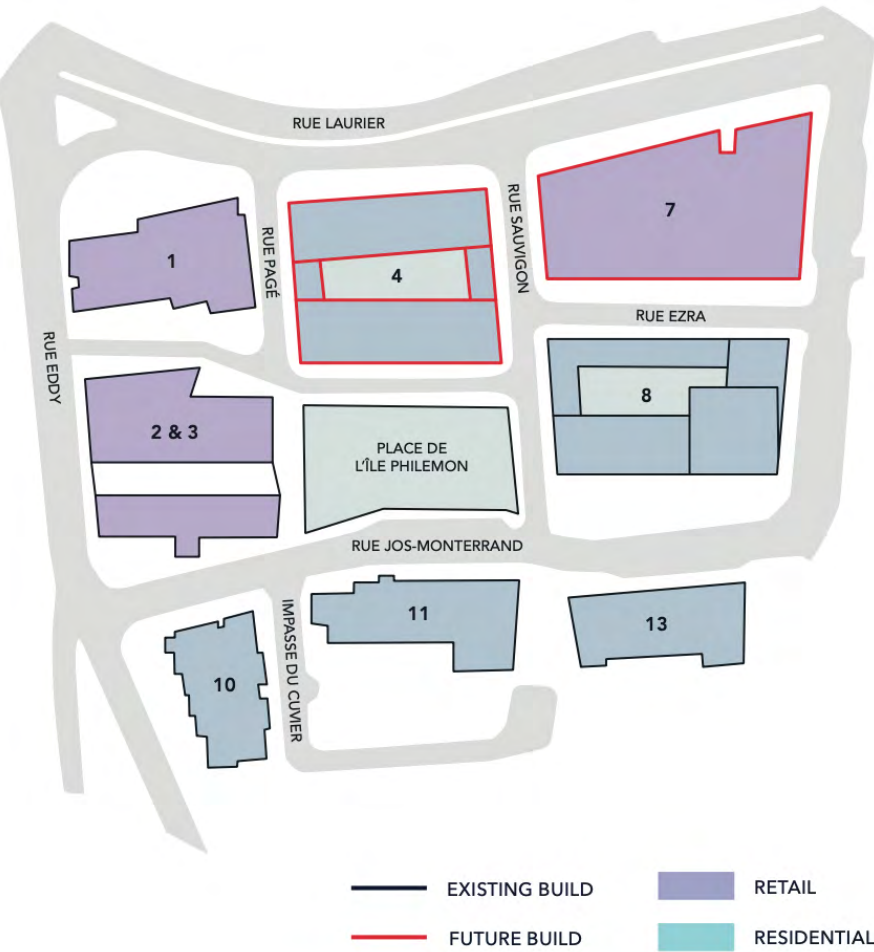 RUE LAURIER
RUE SAUVIGON
7
1
RUE PAGÉ
4
RUE EZRA
RUE EDDY
8
2 & 3
PLACE DE
L'ÎLE PHILEMON
RUE JOS-MONTERRAND
11
13
IMPASSE DU CUVIER
10
EXISTING BUILD
RETAIL
FUTURE BUILD
RESIDENTIAL